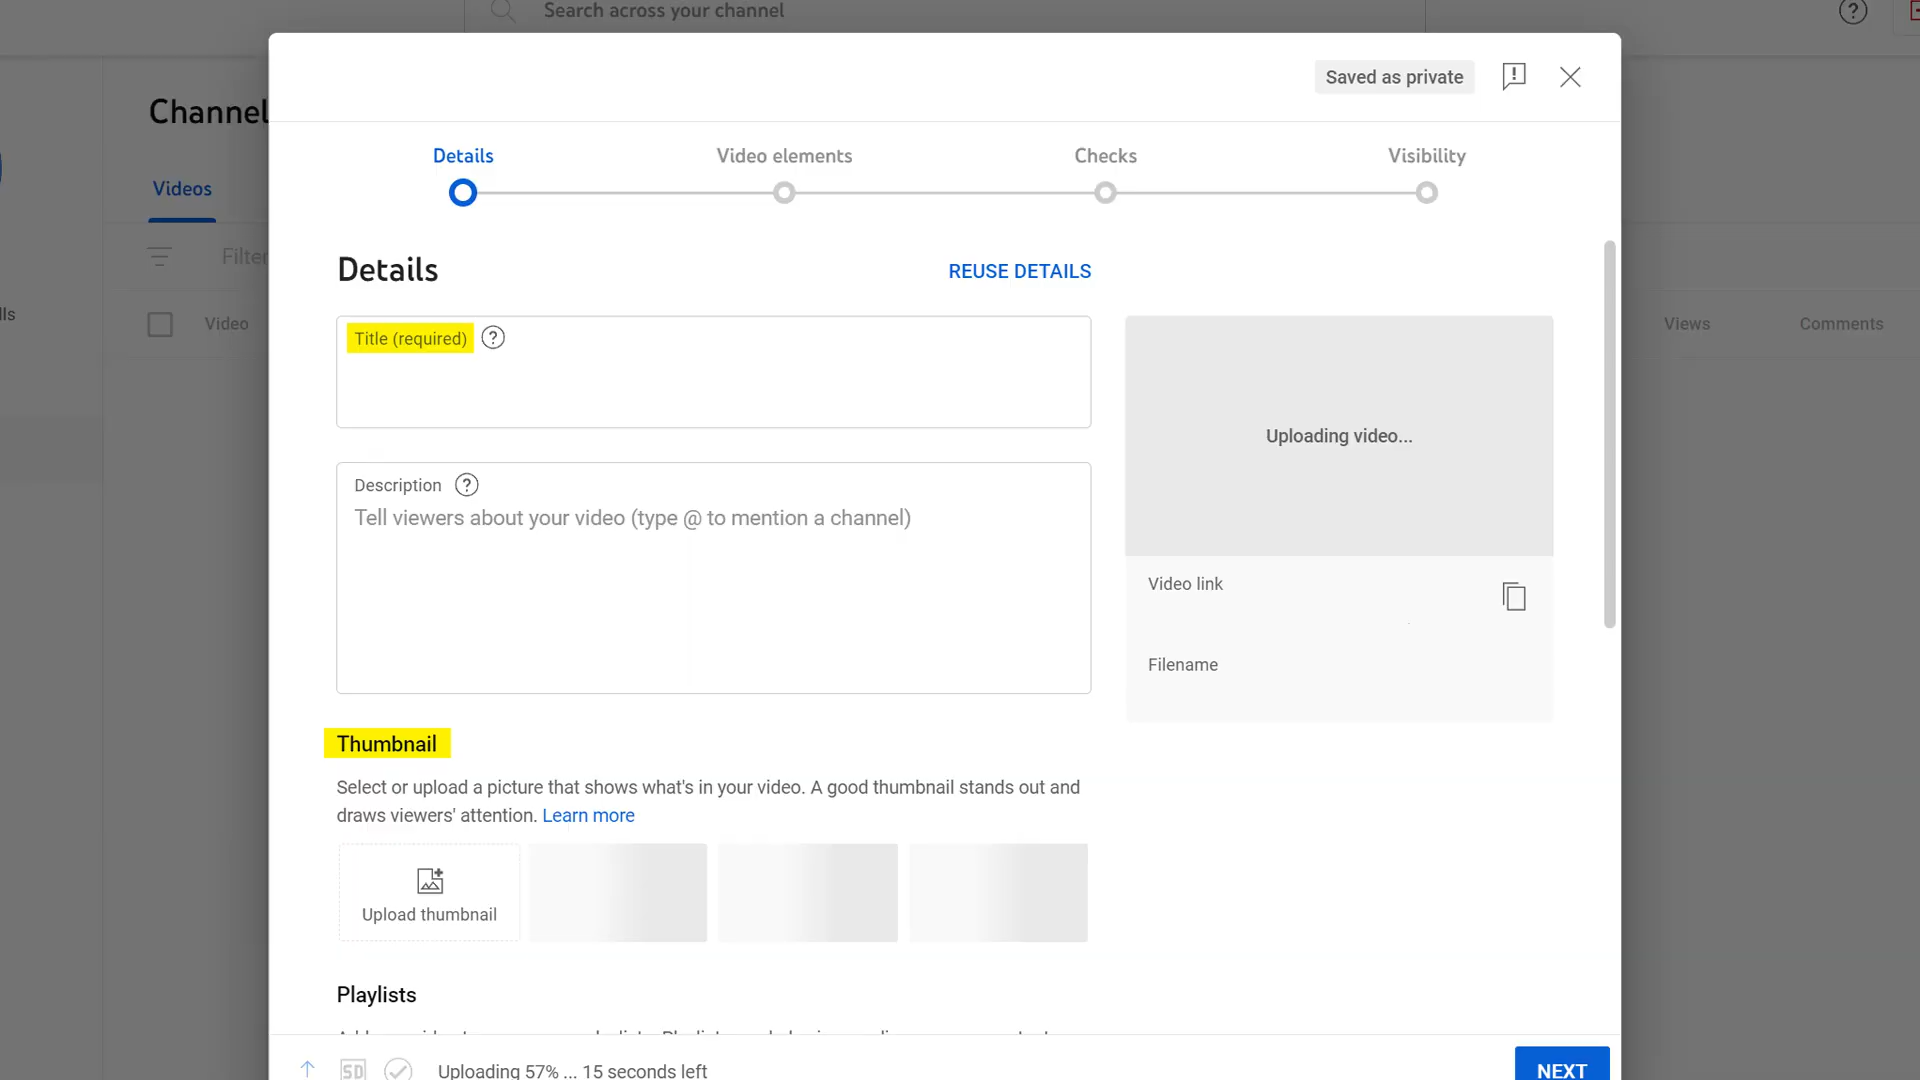 Search across your channel
Saved as private
Channel
Details
Video elements
Checks
Visibility
Videos
Filter
Details
REUSE DETAILS
lls
Video
Views
Comments
Title (required)
Uploading video...
Description
Tell viewers about your video (type @ to mention a channel)
Video link
Filename
Thumbnail
Select or upload a picture that shows what's in your video. A good thumbnail stands out and
draws viewers' attention. Learn more
Upload thumbnail
Playlists
SD
Uploading 57% ... 15 seconds left
NEXT